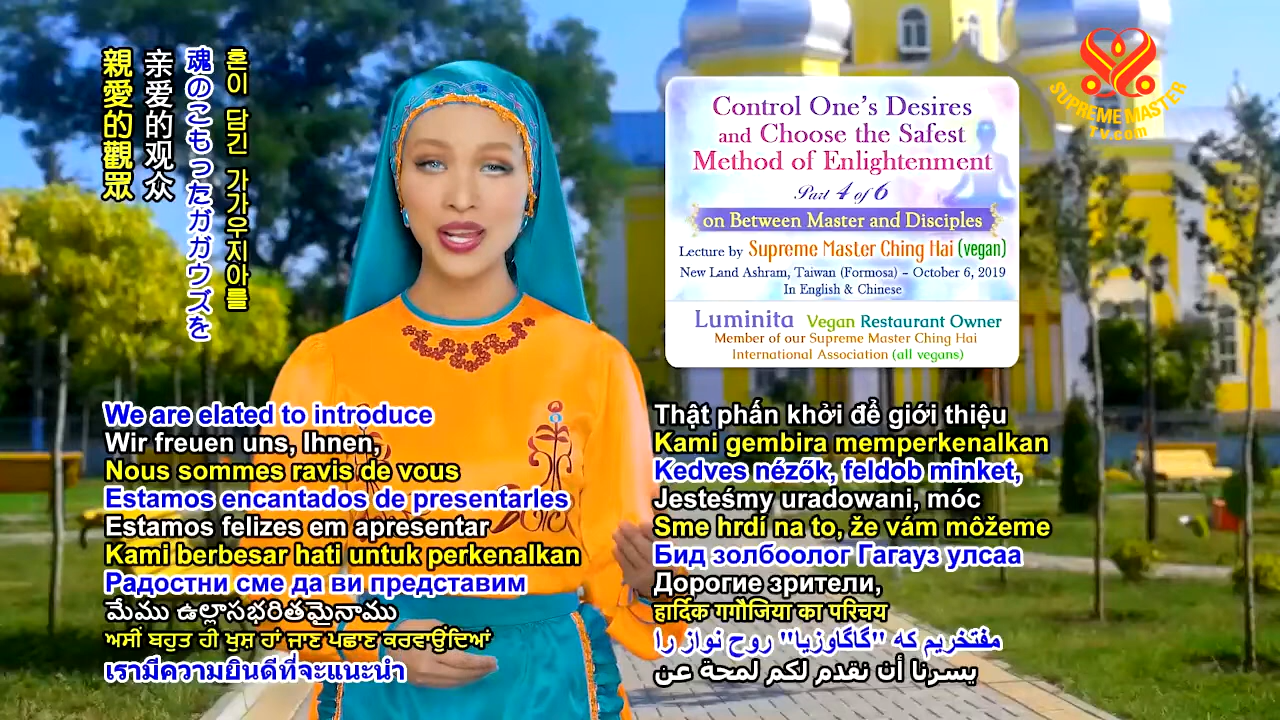 혼이 담긴 가가우지아를
魂のこもったガガウズを
亲爱的观众
親愛的觀眾
SUPREME MASTER
TV.com
Control One's Desires
and Choose the Safest
Method of Enlightenment
Part 4 of 6
on Between Master and Disciples
Lecture by Supreme Master Ching Hai (vegan)
New Land Ashram, Taiwan (Formosa) – October 6, 2019
In English & Chinese
Luminita Vegan Restaurant Owner
Member of our Supreme Master Ching Hai
International Association (all vegans)
We are elated to introduce
Wir freuen uns, Ihnen,
Nous sommes ravis de vous
Estamos encantados de presentarles
Estamos felizes em apresentar
Kami berbesar hati untuk perkenalkan
Радостни сме да ви представим
మేము ఉల్లాసభరితమైనాము
ਅਸੀਂ ਬਹੁਤ ਹੀ ਖੁਸ਼ ਹਾਂ ਜਾਣ ਪਛਾਣ ਕਰਵਾਉਂਦਿਆਂ
เรามีความยินดีที่จะแนะนำ
Thật phấn khởi để giới thiệu
Kami gembira memperkenalkan
Kedves nézők, feldob minket,
Jesteśmy uradowani, móc
Sme hrdí na to, že vám môžeme
Бид золбоолог Гагауз улсаа
Дорогие зрители,
हार्दिक गगौजिया का परिचय
مفتخریم که "گاگاوزیا" روح نواز را
يسرنا أن نقدم لكم لمحة عن